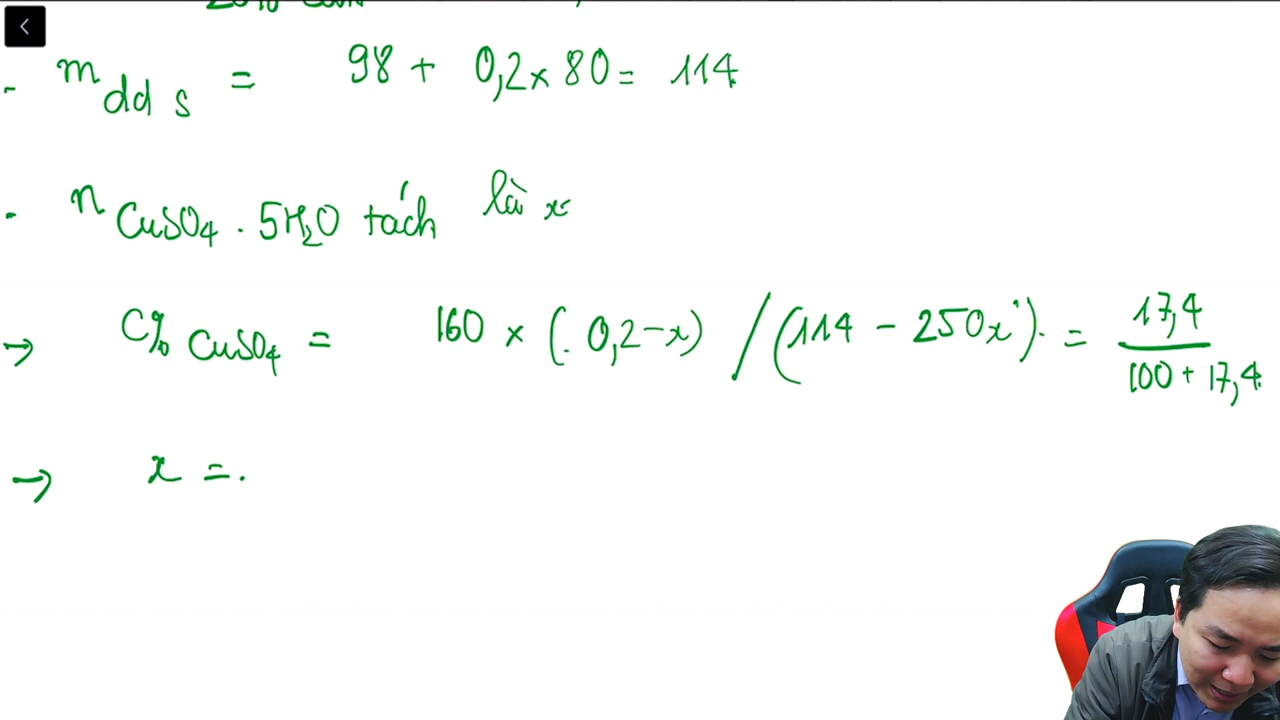 - m dd s = 98 + 0,2 x 80 = 114
- n CuSO4 . 5H2O tách là x
→ C% CuSO4 = 160 × (0,2 - x) / (114 - 250x) = 17,4 / 100 + 17,4
→ x =